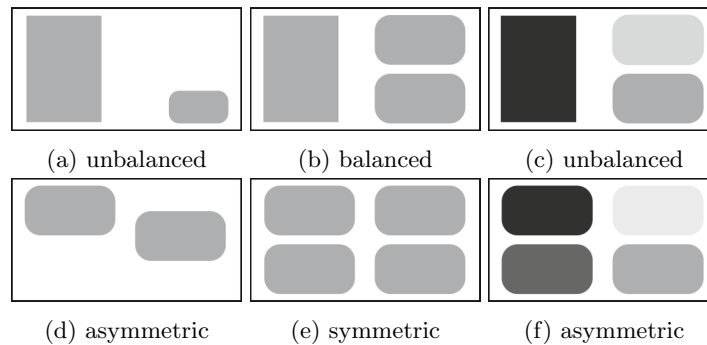 (a) unbalanced (b) balanced (c) unbalanced
(d) asymmetric (e) symmetric (f) asymmetric